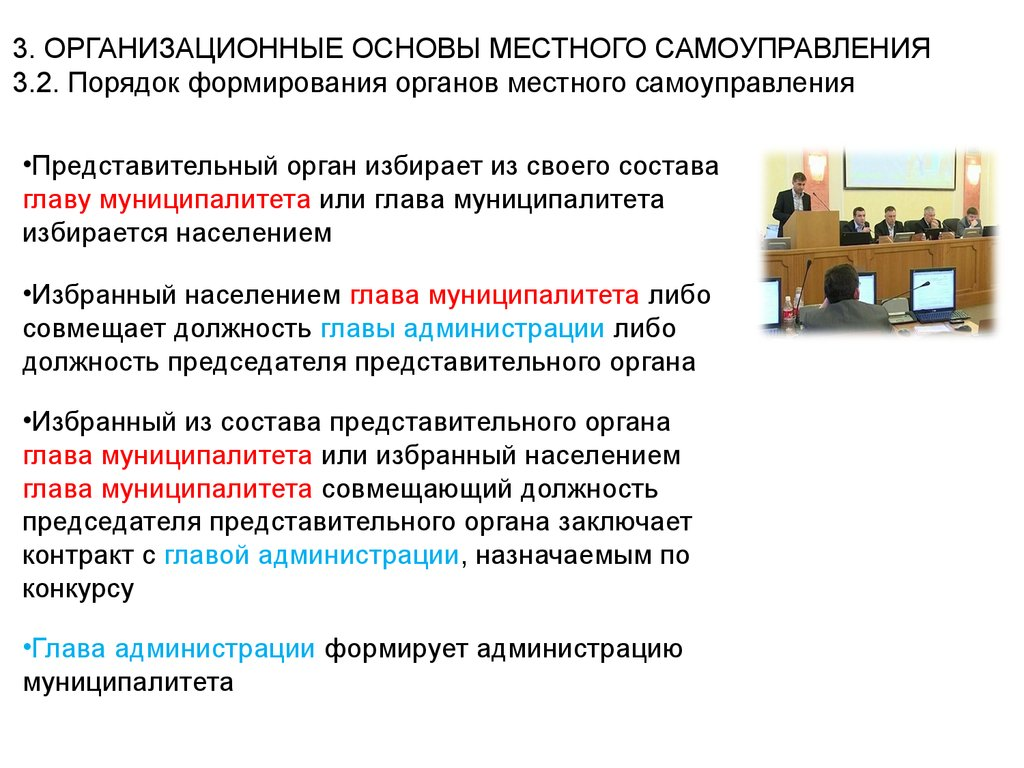 3. ОРГАНИЗАЦИОННЫЕ ОСНОВЫ МЕСТНОГО САМОУПРАВЛЕНИЯ
3.2. Порядок формирования органов местного самоуправления
•Представительный орган избирает из своего состава
главу муниципалитета или глава муниципалитета
избирается населением
•Избранный населением глава муниципалитета либо
совмещает должность главы администрации либо
должность председателя представительного органа
•Избранный из состава представительного органа
глава муниципалитета или избранный населением
глава муниципалитета совмещающий должность
председателя представительного органа заключает
контракт с главой администрации, назначаемым по
конкурсу
•Глава администрации формирует администрацию
муниципалитета